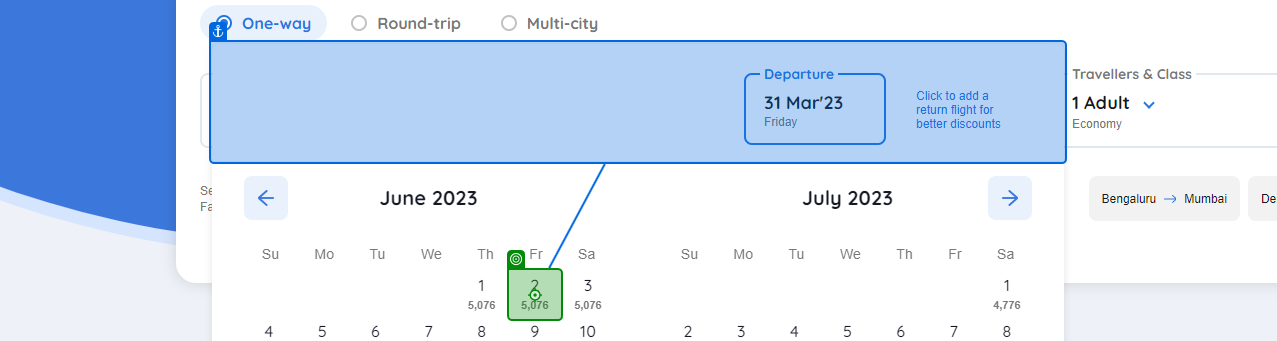 One-way Round-trip Multi-city
Departure
31 Mar'23
Friday
Click to add a
return flight for
better discounts
Travellers & Class
1 Adult
Economy
June 2023
July 2023
Bengaluru → Mumbai
Su Mo Tu We Th Fr Sa
Su Mo Tu We Th Fr Sa
1 2 3
5,076 5,076 5,076
1
4,776
4 5 6 7 8 9 10
2 3 4 5 6 7 8